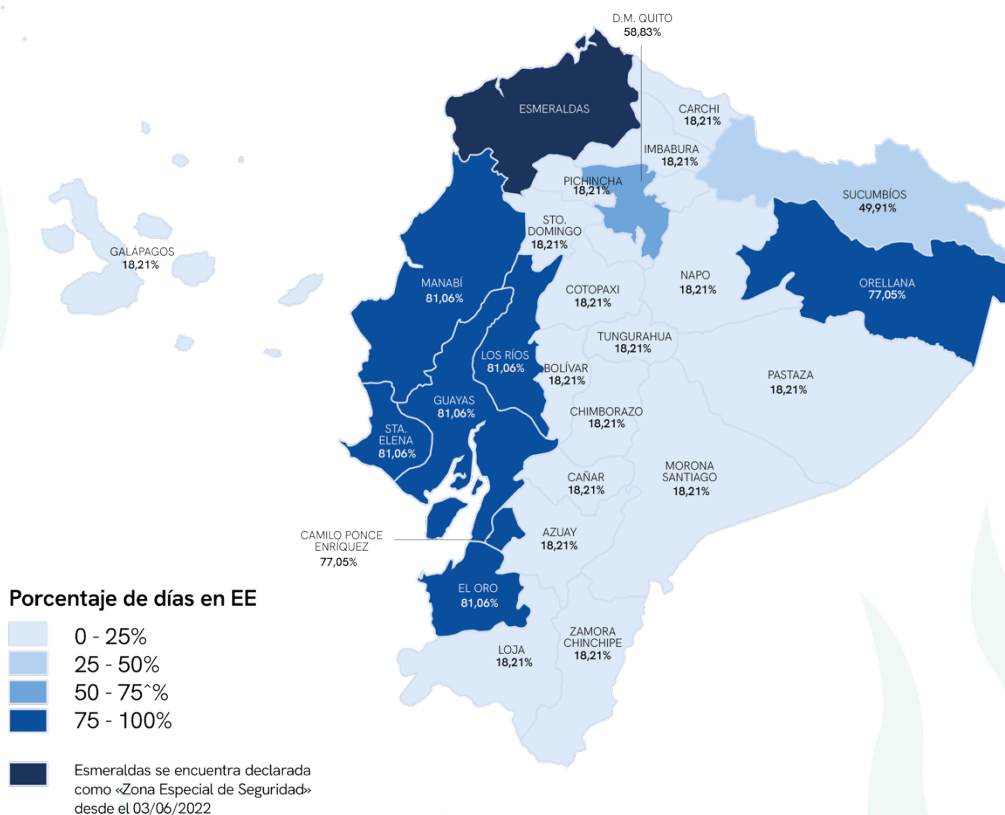 D.M. QUITO
58,83%
ESMERALDAS
CARCHI
18,21%
IMBABURA
18,21%
PICHINCHA
18,21%
SUCUMBÍOS
49,91%
STO.
DOMINGO
18,21%
GALÁPAGOS
18,21%
MANABÍ
81,06%
COTOPAXI
18,21%
NAPO
18,21%
ORELLANA
77,05%
TUNGURAHUA
18,21%
LOS RÍOS
81,06%
BOLÍVAR
18,21%
PASTAZA
18,21%
GUAYAS
81,06%
CHIMBORAZO
18,21%
STA.
ELENA
81,06%
CAÑAR
18,21%
MORONA
SANTIAGO
18,21%
CAMILO PONCE
ENRÍQUEZ
77,05%
AZUAY
18,21%
EL ORO
81,06%
LOJA
18,21%
ZAMORA
CHINCHIPE
18,21%
Porcentaje de días en EE
0 - 25%
25 - 50%
50 - 75^%
75 - 100%
Esmeraldas se encuentra declarada
como «Zona Especial de Seguridad»
desde el 03/06/2022